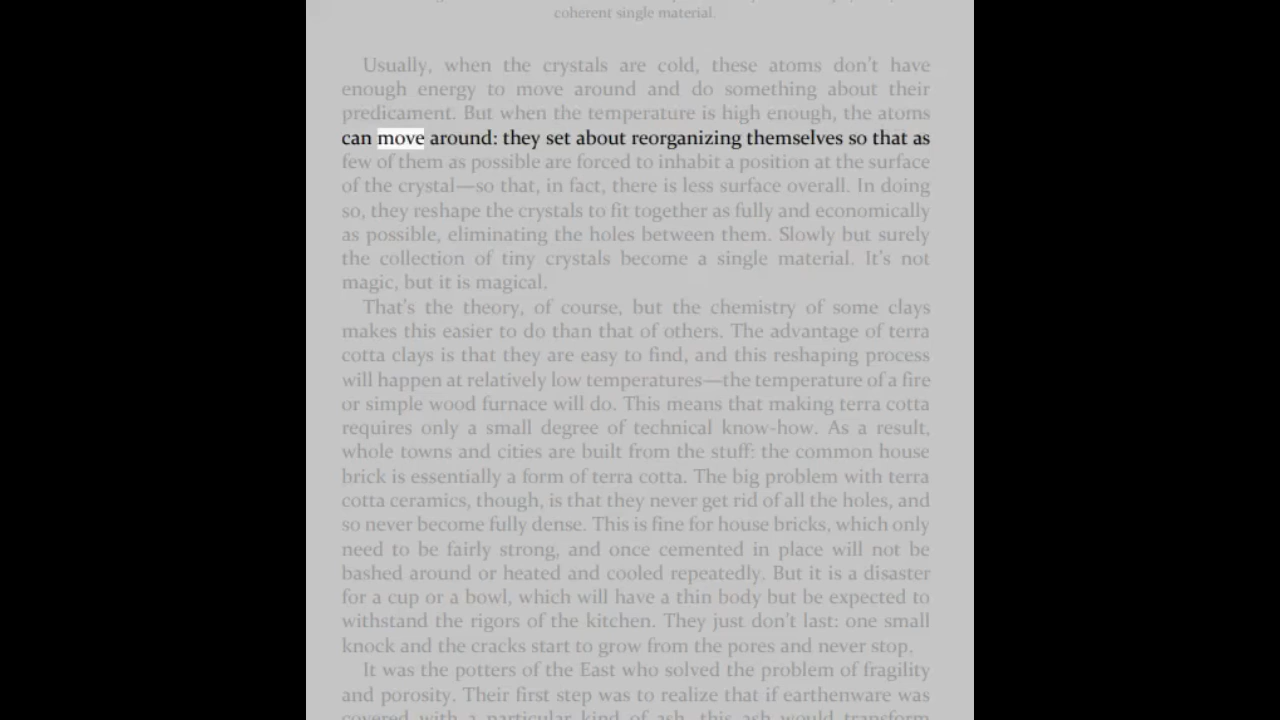 coherent single material.
Usually, when the crystals are cold, these atoms don't have
enough energy to move around and do something about their
predicament. But when the temperature is high enough, the atoms
can move around: they set about reorganizing themselves so that as
few of them as possible are forced to inhabit a position at the surface
of the crystal—so that, in fact, there is less surface overall. In doing
so, they reshape the crystals to fit together as fully and economically
as possible, eliminating the holes between them. Slowly but surely
the collection of tiny crystals become a single material. It's not
magic, but it is magical.
That's the theory, of course, but the chemistry of some clays
makes this easier to do than that of others. The advantage of terra
cotta clays is that they are easy to find, and this reshaping process
will happen at relatively low temperatures—the temperature of a fire
or simple wood furnace will do. This means that making terra cotta
requires only a small degree of technical know-how. As a result,
whole towns and cities are built from the stuff: the common house
brick is essentially a form of terra cotta. The big problem with terra
cotta ceramics, though, is that they never get rid of all the holes, and
so never become fully dense. This is fine for house bricks, which only
need to be fairly strong, and once cemented in place will not be
bashed around or heated and cooled repeatedly. But it is a disaster
for a cup or a bowl, which will have a thin body but be expected to
withstand the rigors of the kitchen. They just don't last: one small
knock and the cracks start to grow from the pores and never stop.
It was the potters of the East who solved the problem of fragility
and porosity. Their first step was to realize that if earthenware was
covered with a particular kind of ash, this ash would transform